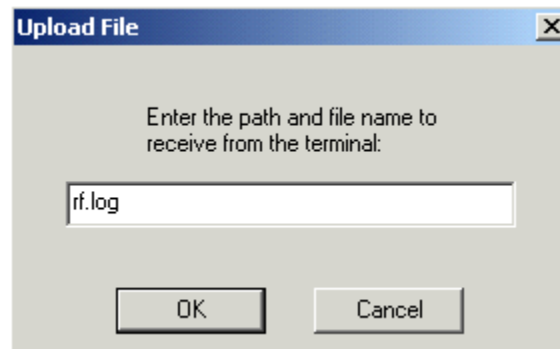 Upload File
Enter the path and file name to
receive from the terminal:
rf.log
OK
Cancel